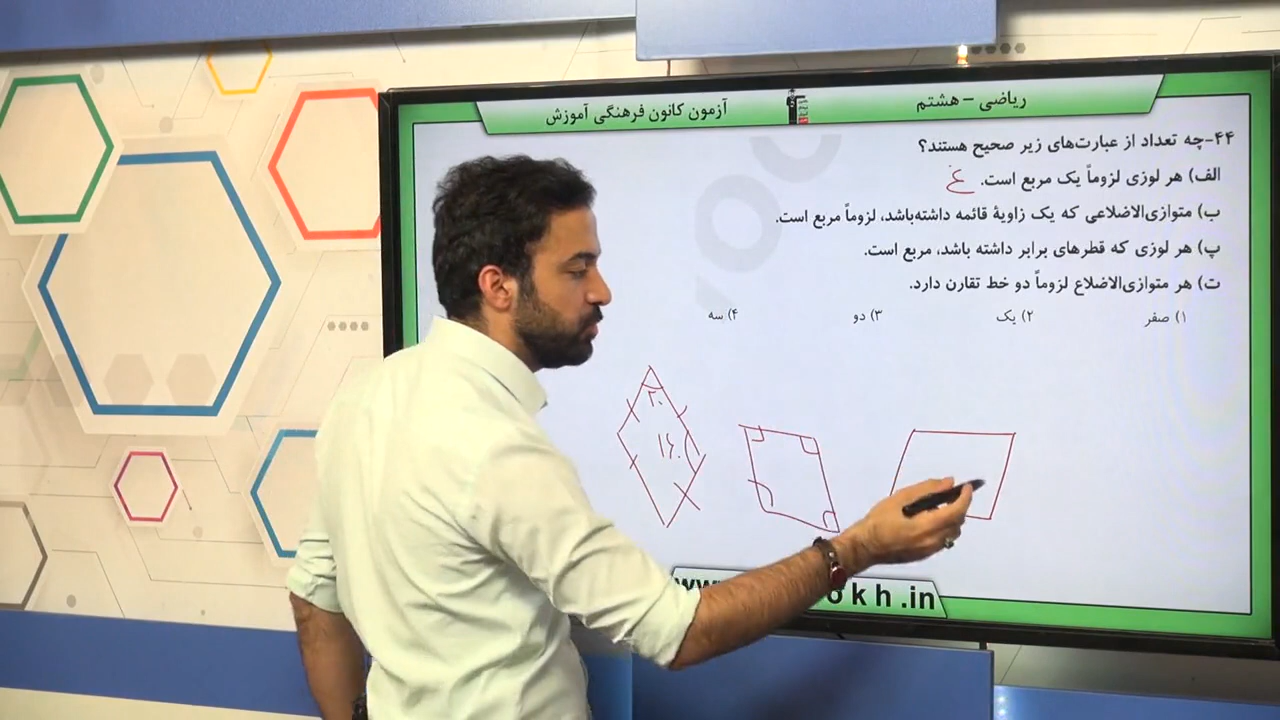 ریاضی - هشتم
آزمون کانون فرهنگی آموزش
۴۴-چه تعداد از عبارت‌های زیر صحیح هستند؟
الف) هر لوزی لزوماً یک مربع است. غ
ب) متوازی‌الاضلاعی که یک زاویهٔ قائمه داشته‌باشد، لزوماً مربع است.
پ) هر لوزی که قطرهای برابر داشته باشد، مربع است.
ت) هر متوازی‌الاضلاع لزوماً دو خط تقارن دارد.
۱) صفر ۲) یک ۳) دو ۴) سه
۲۰
۱۶۰
okh.in